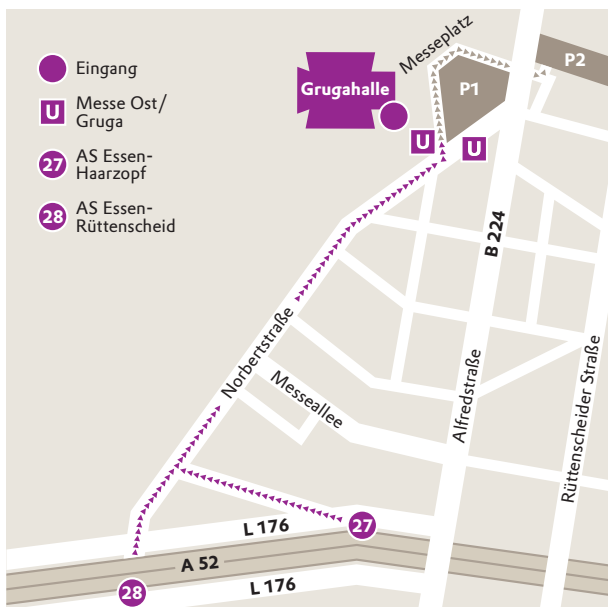 Eingang
U
Messe Ost/
Gruga
27
AS Essen-
Haarzopf
28
AS Essen-
Rüttenscheid
Messeplatz
Grugahalle
P1
P2
U
U
B 224
Norbertstraße
Messeallee
Alfredstraße
Rüttenscheider Straße
L 176
27
A 52
28
L 176